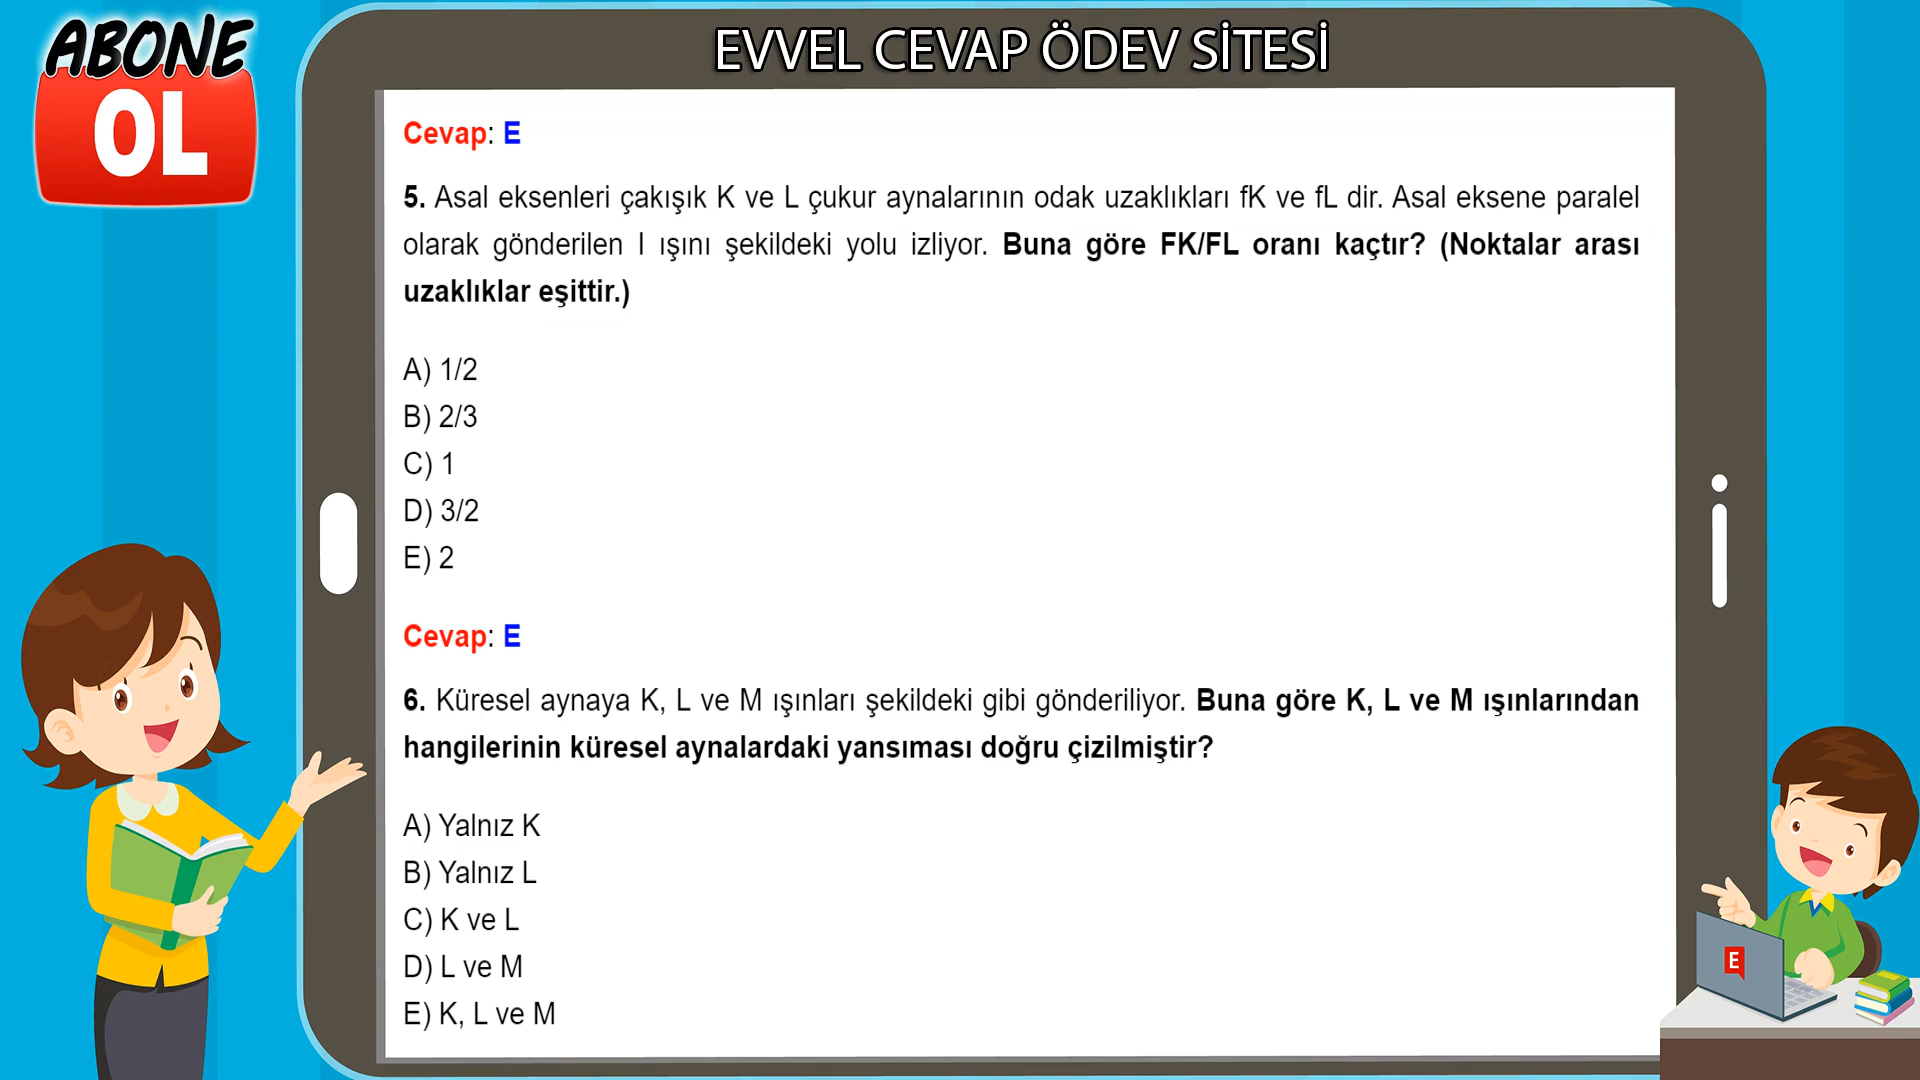 ABONE
OL
EVVEL CEVAP ÖDEV SİTESİ
Cevap: E
5. Asal eksenleri çakışık K ve L çukur aynalarının odak uzaklıkları fK ve fL dir. Asal eksene paralel
olarak gönderilen I ışını şekildeki yolu izliyor. Buna göre FK/FL oranı kaçtır? (Noktalar arası
uzaklıklar eşittir.)
A) 1/2
B) 2/3
C) 1
D) 3/2
E) 2
Cevap: E
6. Küresel aynaya K, L ve M ışınları şekildeki gibi gönderiliyor. Buna göre K, L ve M ışınlarından
hangilerinin küresel aynalardaki yansıması doğru çizilmiştir?
A) Yalnız K
B) Yalnız L
C) K ve L
D) L ve M
E) K, L ve M
E